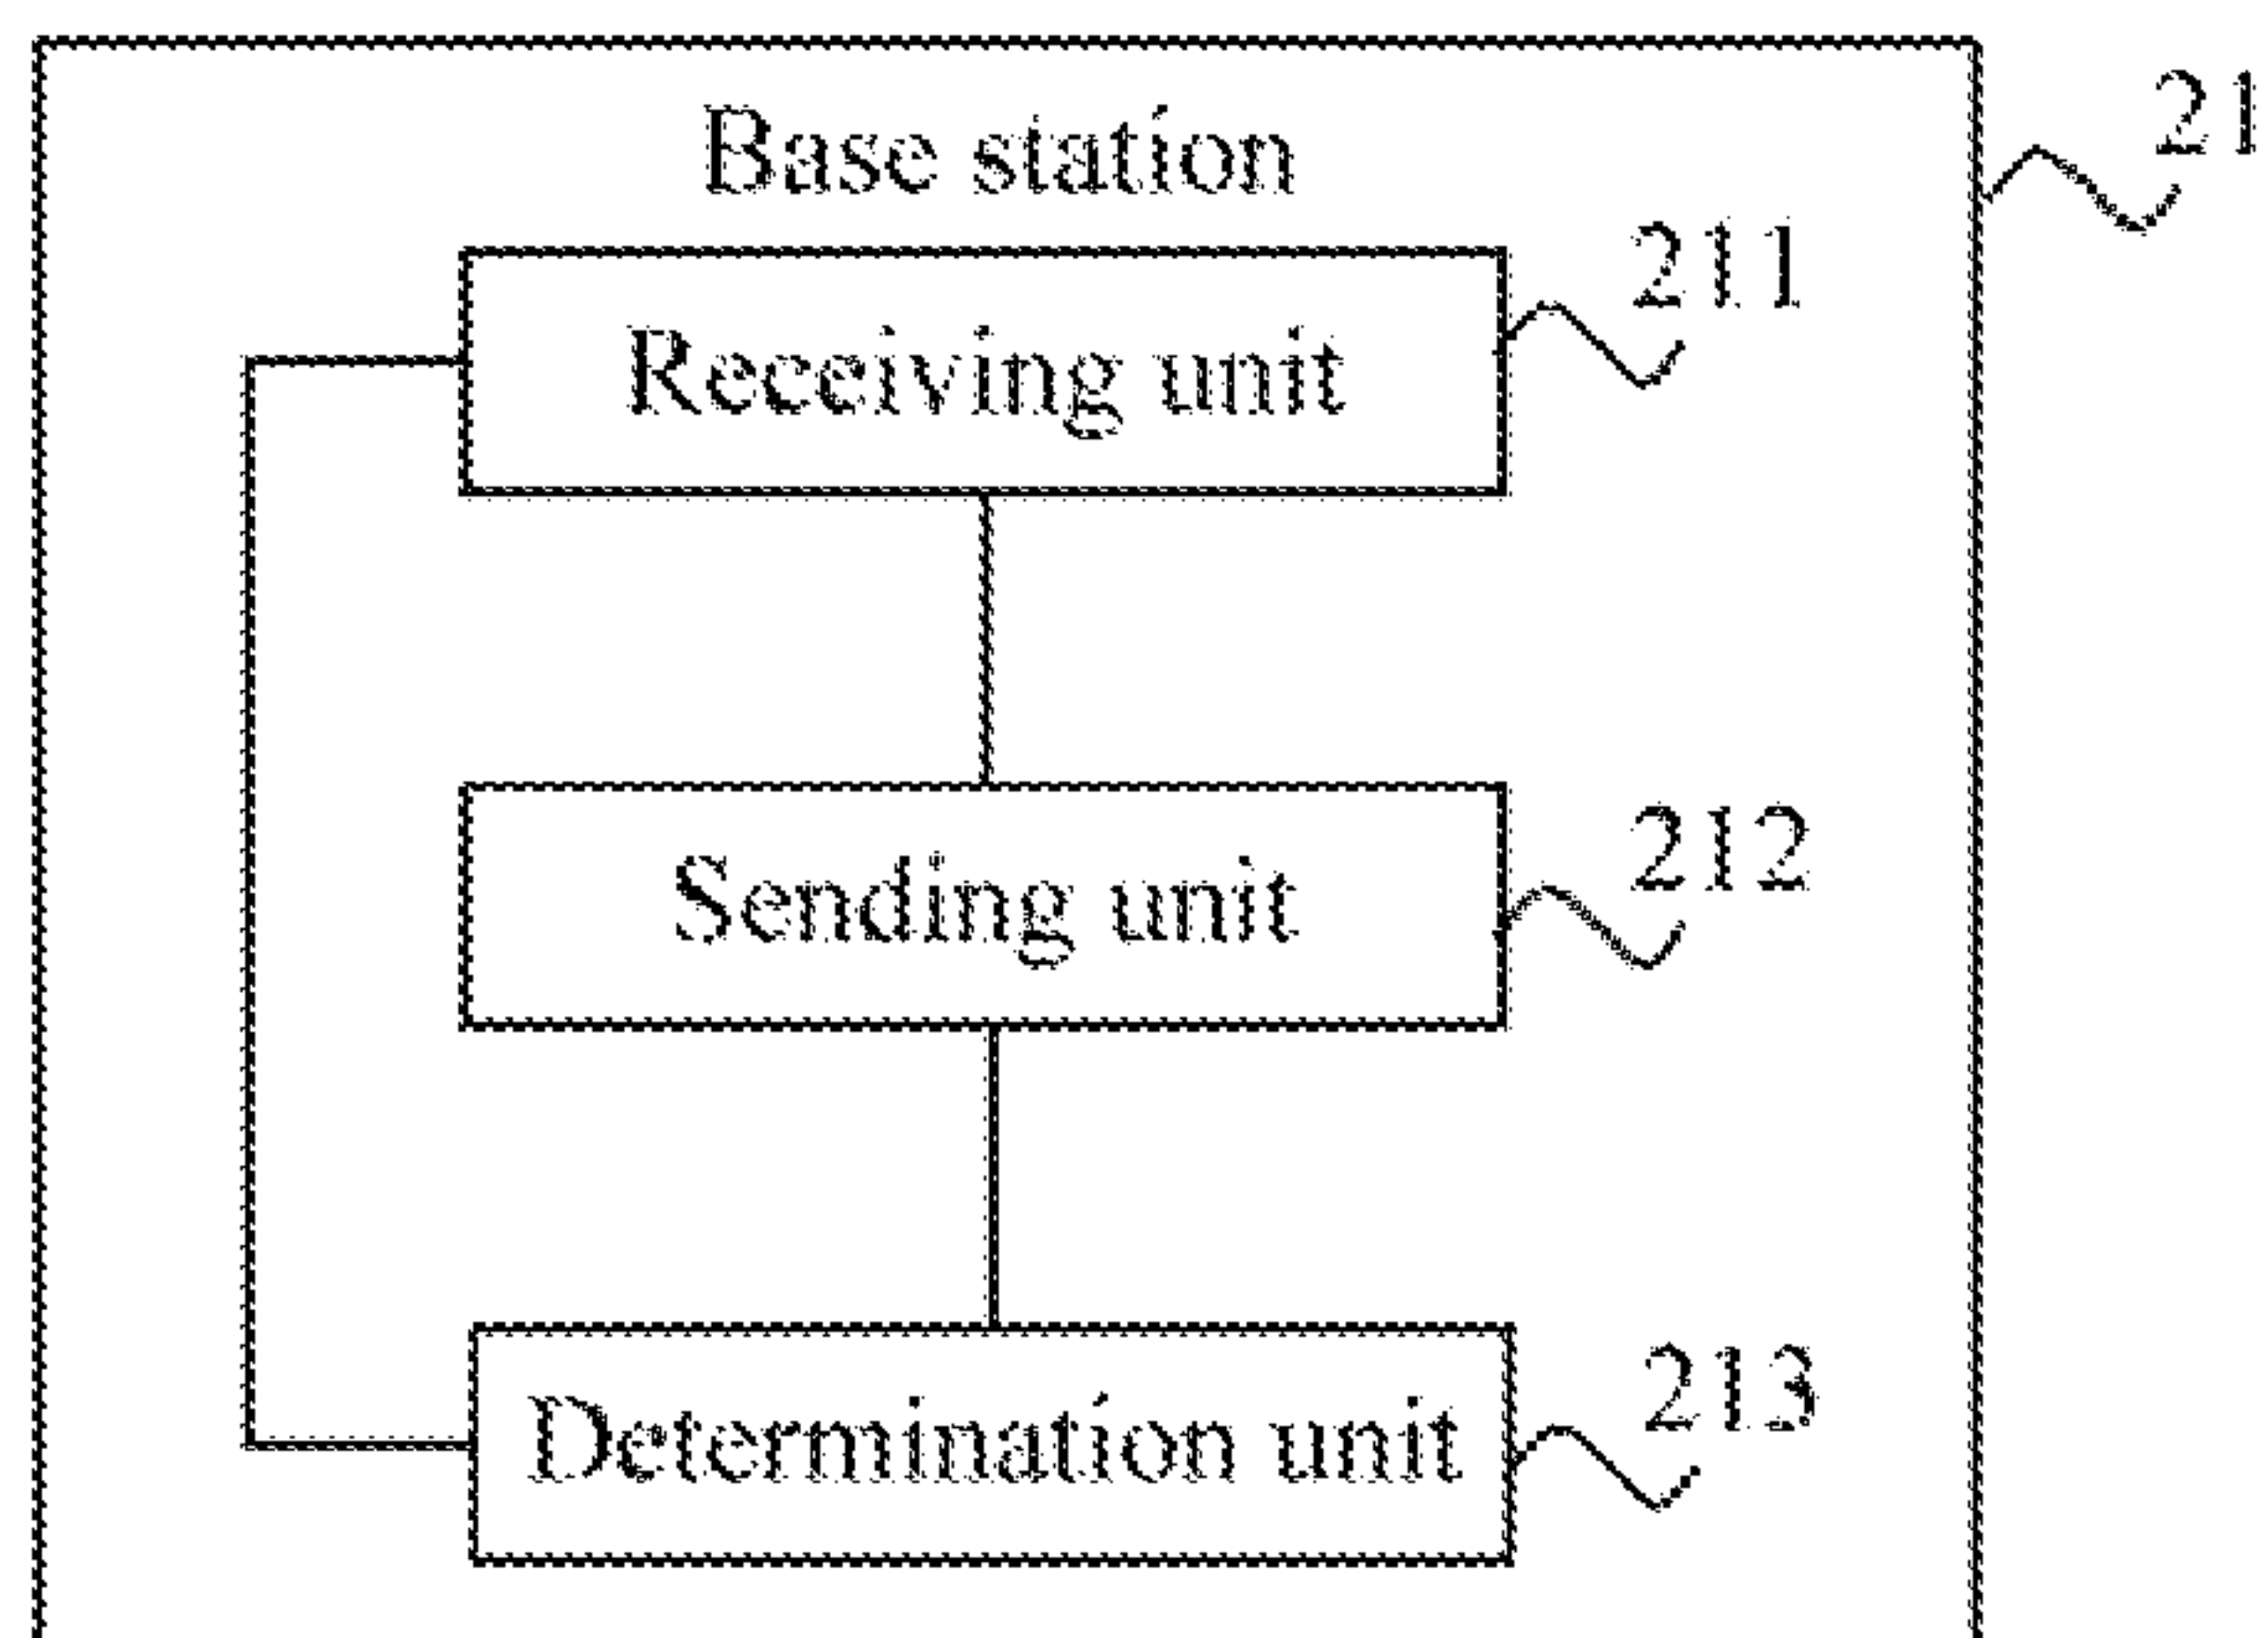 21
Base station
211
Receiving unit
212
Sending unit
213
Determination unit